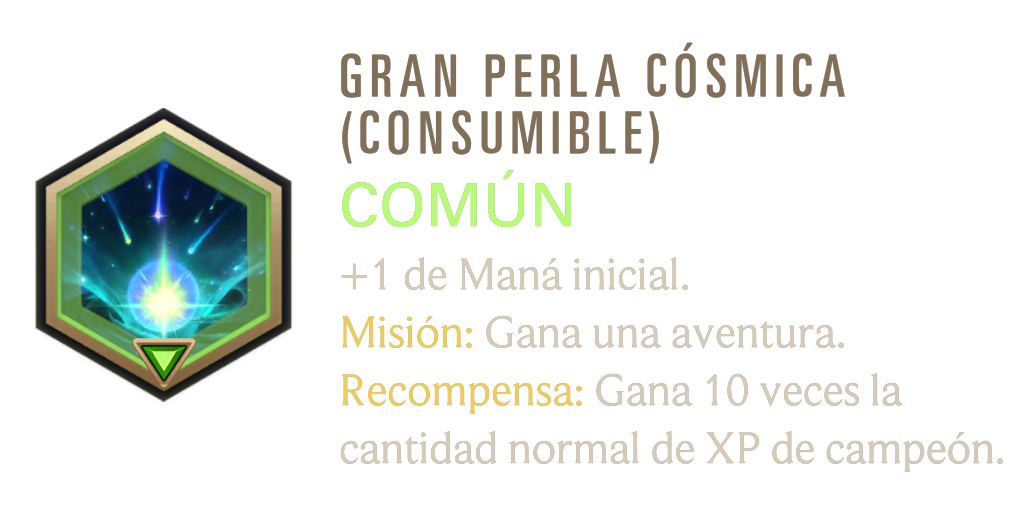 GRAN PERLA CÓSMICA
(CONSUMIBLE)
COMÚN
+1 de Maná inicial.
Misión: Gana una aventura.
Recompensa: Gana 10 veces la
cantidad normal de XP de campeón.